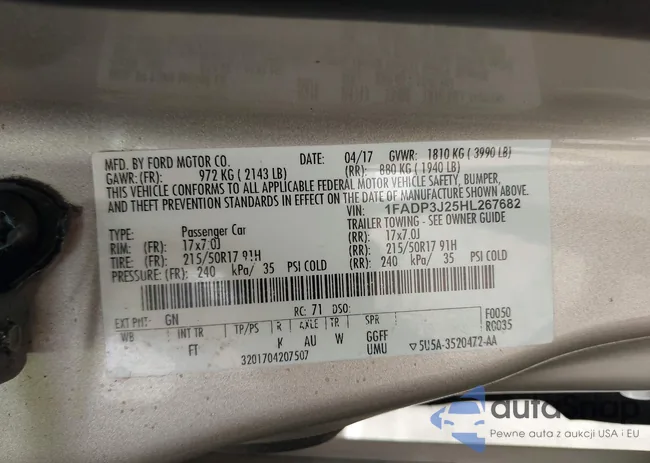 MFD. BY FORD MOTOR CO. DATE: 04/17 GVWR: 1810 KG ( 3990 LB)
GAWR: (FR): 972 KG ( 2143 LB) (RR): 880 KG ( 1940 LB)
THIS VEHICLE CONFORMS TO ALL APPLICABLE FEDERAL MOTOR VEHICLE SAFETY, BUMPER,
AND THEFT PREVENTION STANDARDS IN EFFECT ON THE DATE OF MANUFACTURE SHOWN ABOVE.
VIN: 1FADP3J25HL267682
TYPE: Passenger Car TRAILER TOWING - SEE OWNER GUIDE
RIM: (FR): 17x7.0J (RR): 17x7.0J
TIRE: (FR): 215/50R17 91H (RR): 215/50R17 91H
PRESSURE: (FR): 240 kPa/ 35 PSI COLD (RR): 240 kPa/ 35 PSI COLD
EXT PNT: GN RC: 71 DSO: F0050
WB INT TR TP/PS R AXLE TR SPR R0035
FT K AU W GGFF
3201704207507 UMU ▽5U5A-3520472-AA
Pewne auta z aukcji USA i EU